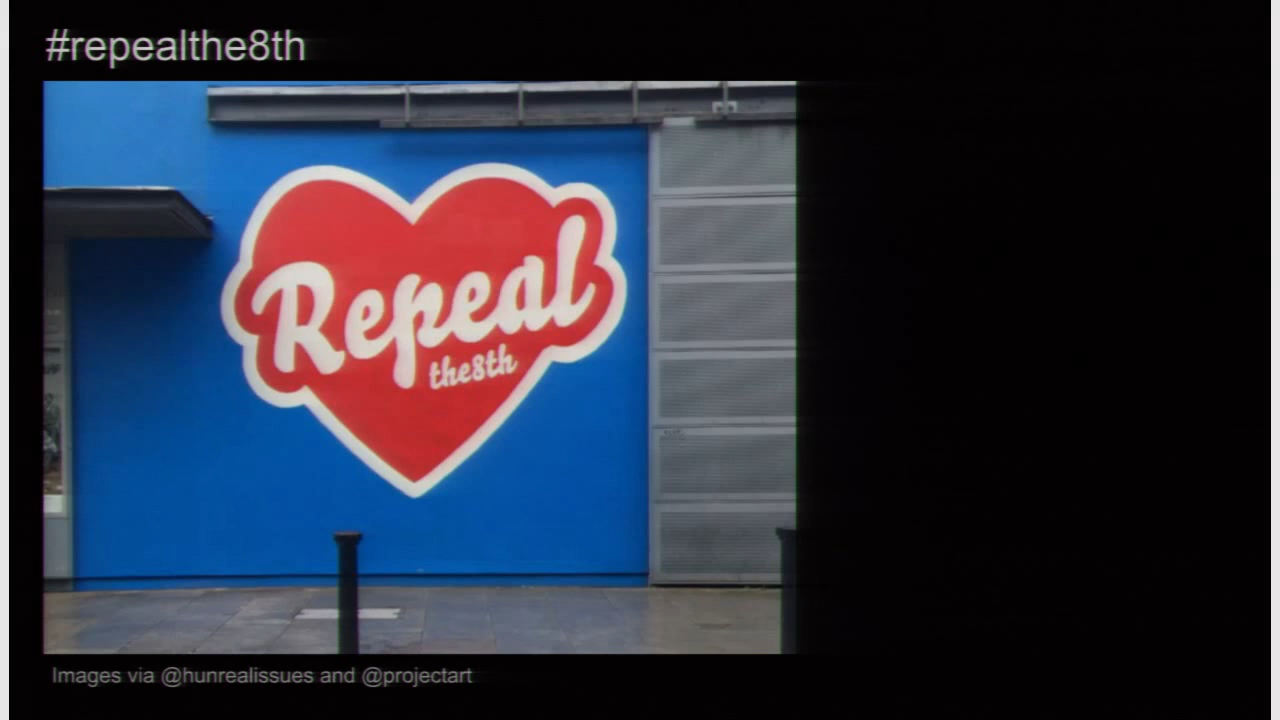 #repealthe8th
Repeal
the8th
Images via @hunrealissues and @projectart